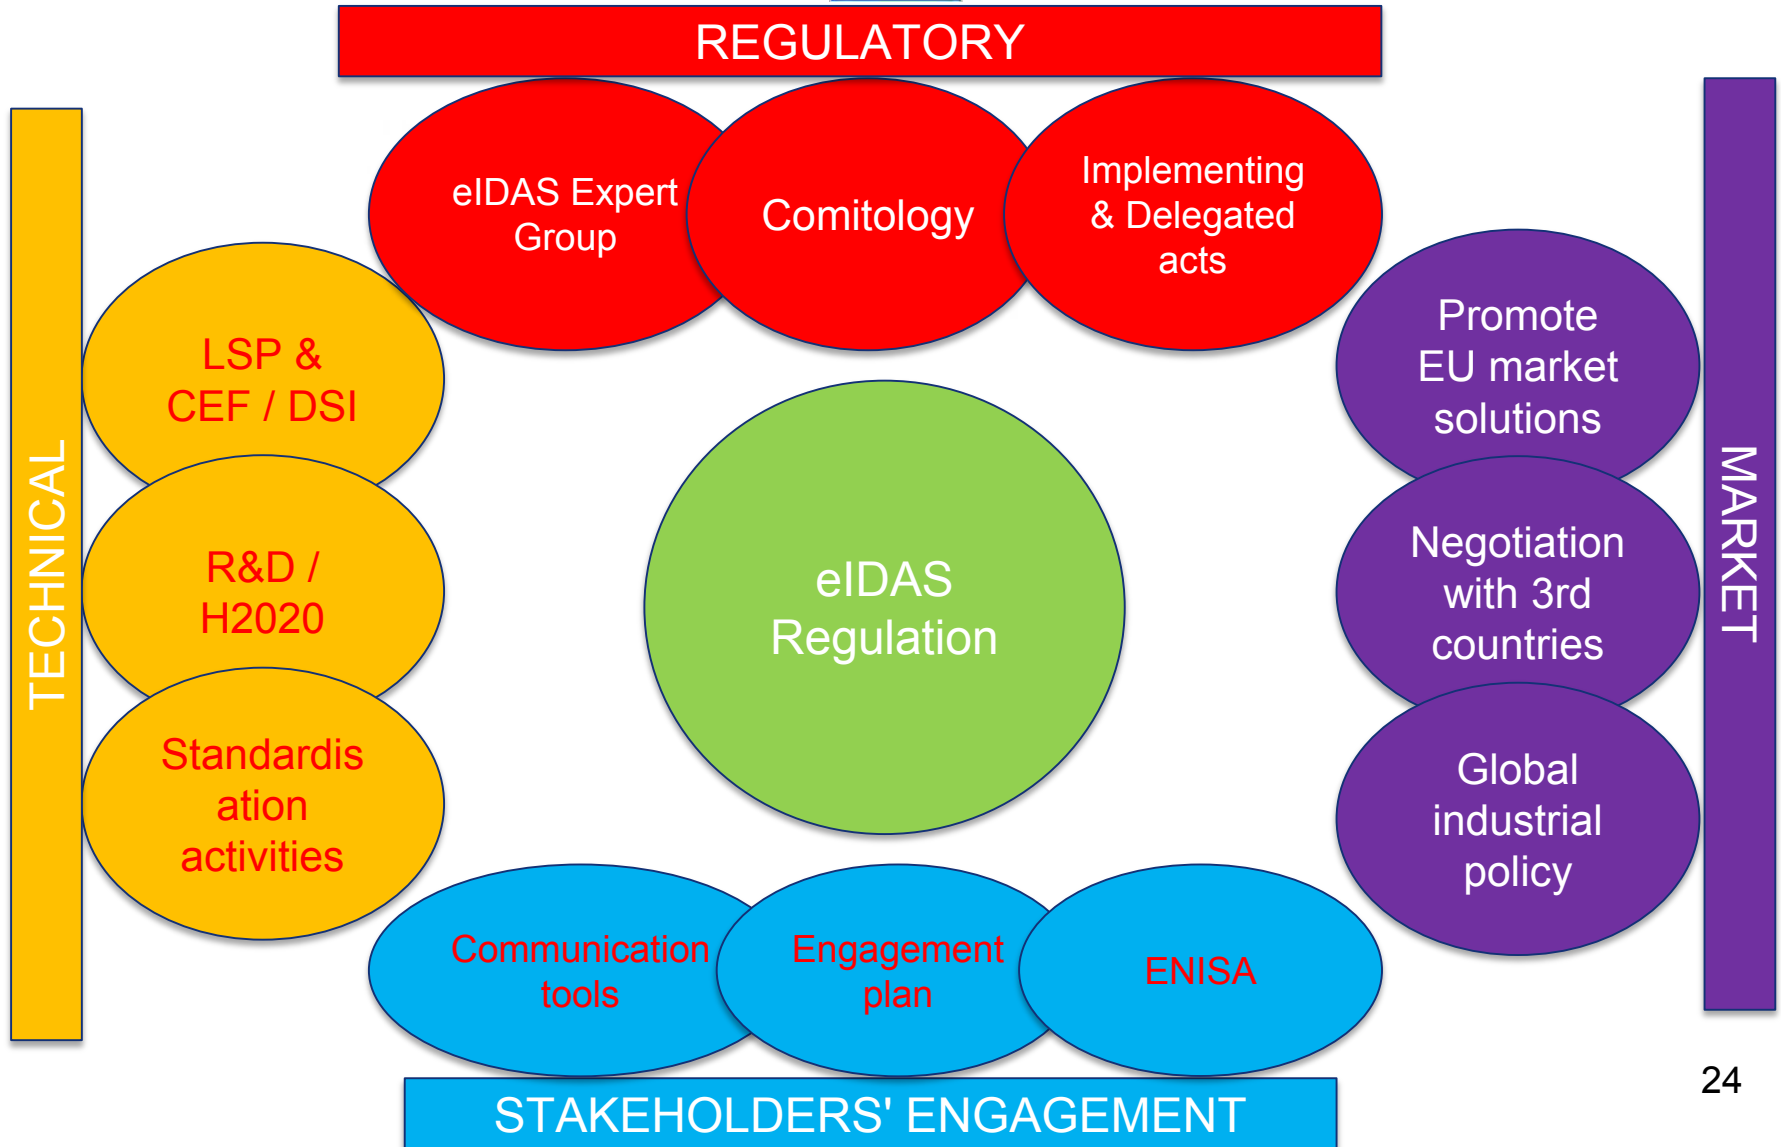 REGULATORY
eIDAS Expert
Group
Comitology
Implementing
& Delegated
acts
TECHNICAL
LSP &
CEF / DSI
R&D /
H2020
Standardis
ation
activities
eIDAS
Regulation
Promote
EU market
solutions
Negotiation
with 3rd
countries
Global
industrial
policy
MARKET
Communication
tools
Engagement
plan
ENISA
STAKEHOLDERS' ENGAGEMENT
24